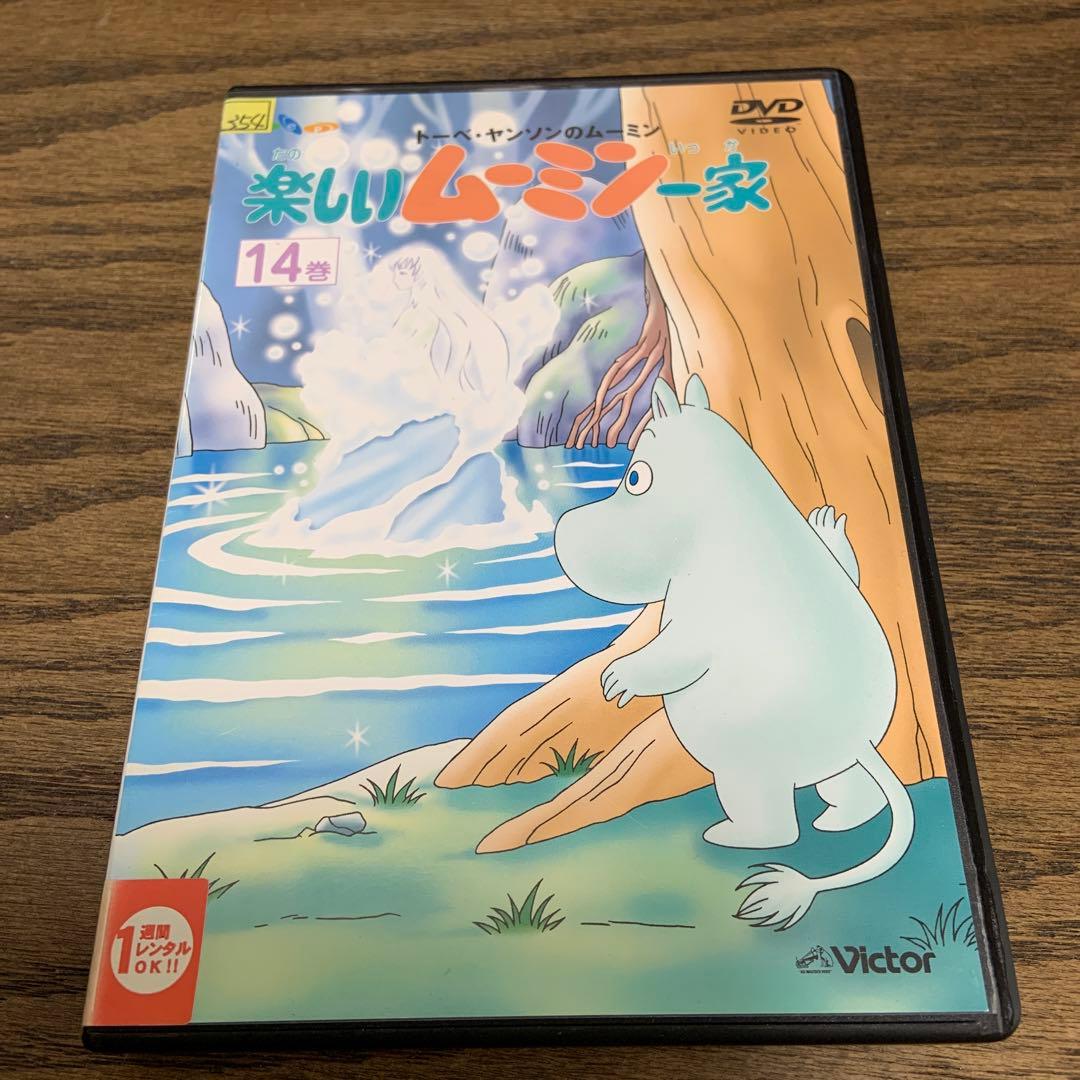 354
DVD
VIDEO
トーベ・ヤンソンのムーミン
たの
いっか
楽しいムーミン一家
14巻
1週間
レンタル
OK!!
Victor